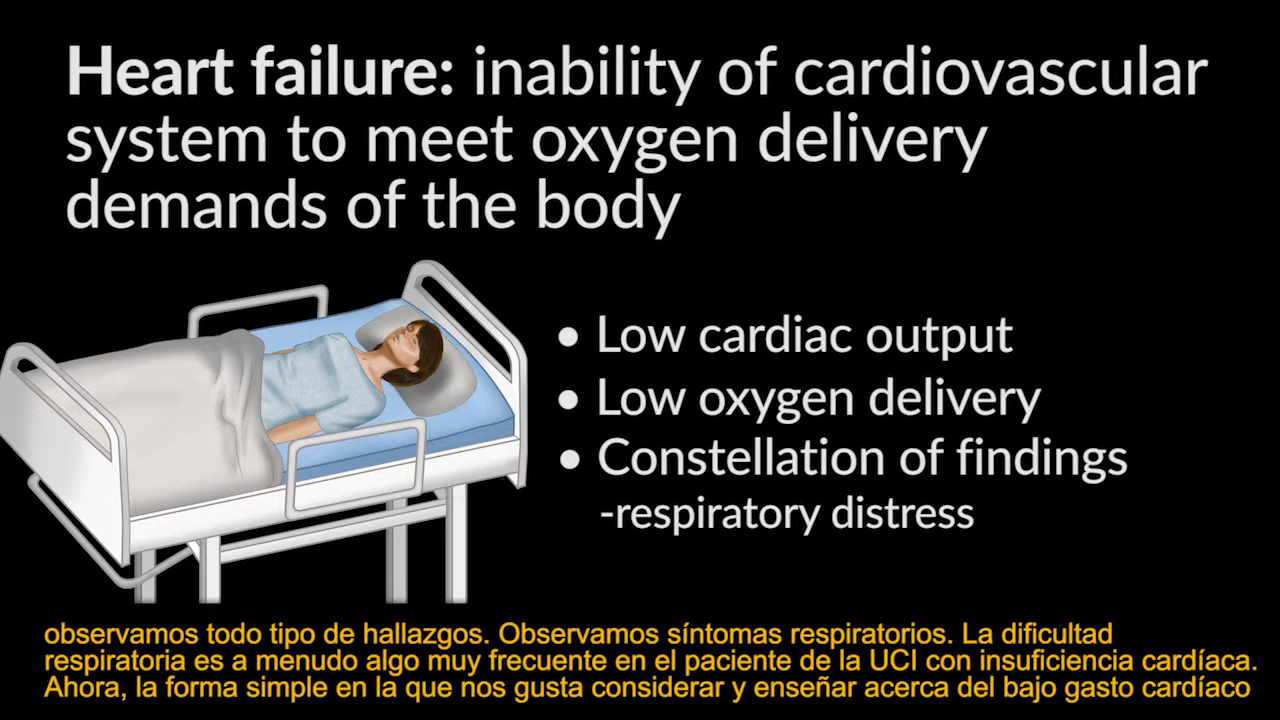 Heart failure: inability of cardiovascular
system to meet oxygen delivery
demands of the body
• Low cardiac output
• Low oxygen delivery
• Constellation of findings
-respiratory distress
observamos todo tipo de hallazgos. Observamos síntomas respiratorios. La dificultad
respiratoria es a menudo algo muy frecuente en el paciente de la UCI con insuficiencia cardíaca.
Ahora, la forma simple en la que nos gusta considerar y enseñar acerca del bajo gasto cardíaco